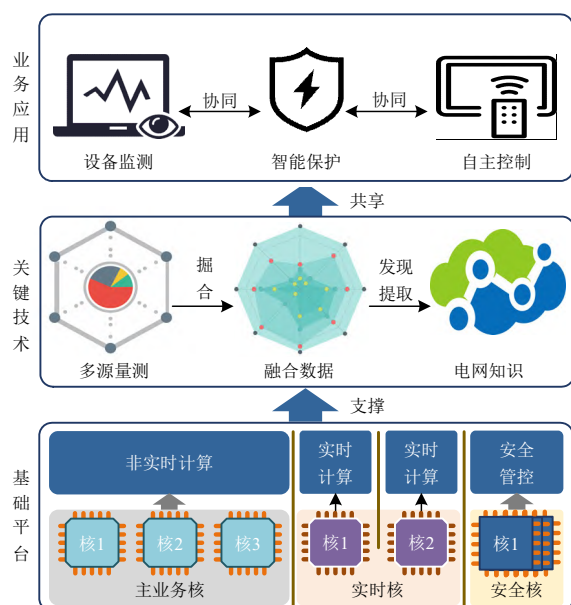 业务应用
协同
协同
设备监测
智能保护
自主控制
共享
关键技术
掘
合
发现
提取
多源量测
融合数据
电网知识
支撑
基础平台
非实时计算
实时
计算
实时
计算
安全
管控
核1
核2
核3
核1
核2
核1
主业务核
实时核
安全核